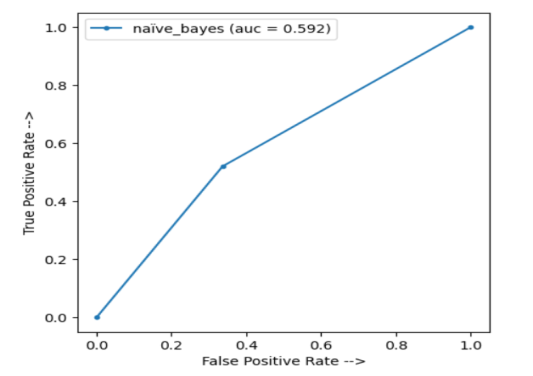 naïve_bayes (auc = 0.592)
1.0
0.8
0.6
0.4
0.2
0.0
True Positive Rate -->
0.0 0.2 0.4 0.6 0.8 1.0
False Positive Rate -->